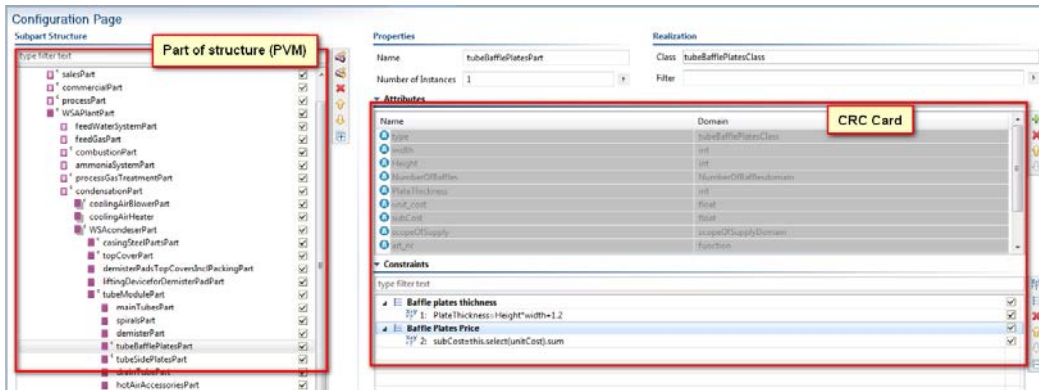 Configuration Page
Subpart Structure
Part of structure (PVM)
type filter text
salesPart
commercialPart
processPart
WSAPlantPart
feedWaterSystemPart
feedGasPart
combustionPart
ammoniaSystemPart
processGasTreatmentPart
condensationPart
coolingAirBlowerPart
coolingAirHeater
WSAcondeserPart
casingSteelPartsPart
topCoverPart
demisterPadsTopCoversInclPackingPart
liftingDeviceforDemisterPadPart
tubeModulePart
mainTubesPart
spiralsPart
demisterPart
tubeBafflePlatesPart
tubeSidePlatesPart
drainTubePart
hotAirAccessoriesPart
Properties
Name tubeBafflePlatesPart
Number of Instances 1
Realization
Class tubeBafflePlatesClass
Filter
Attributes
CRC Card
Name Domain
type tubeBafflePlatesClass
width int
Height int
NumberOfBaffles NumberOfBafflesdomain
PlateThickness int
unit_cost float
subCost float
scopeOfSupply scopeOfSupplyDomain
art_nr function
Constraints
type filter text
Baffle plates thichness
1: PlateThickness=Height*width+1.2
Baffle Plates Price
2: subCost=this.select(unitCost).sum